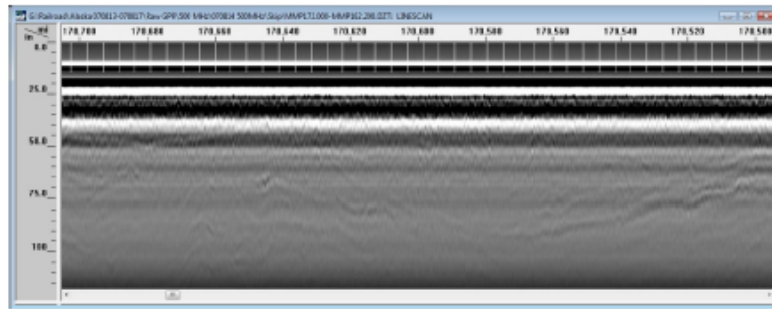 G:\Railroad\Alaska 070813-070817\Raw GPR\500 MHz\070814 500MHz\Skip\MMP171.000-MMP162.200.DZT: LINESCAN
170.700 170.680 170.660 170.640 170.620 170.600 170.580 170.560 170.540 170.520 170.500
0.0
25.0
50.0
75.0
100